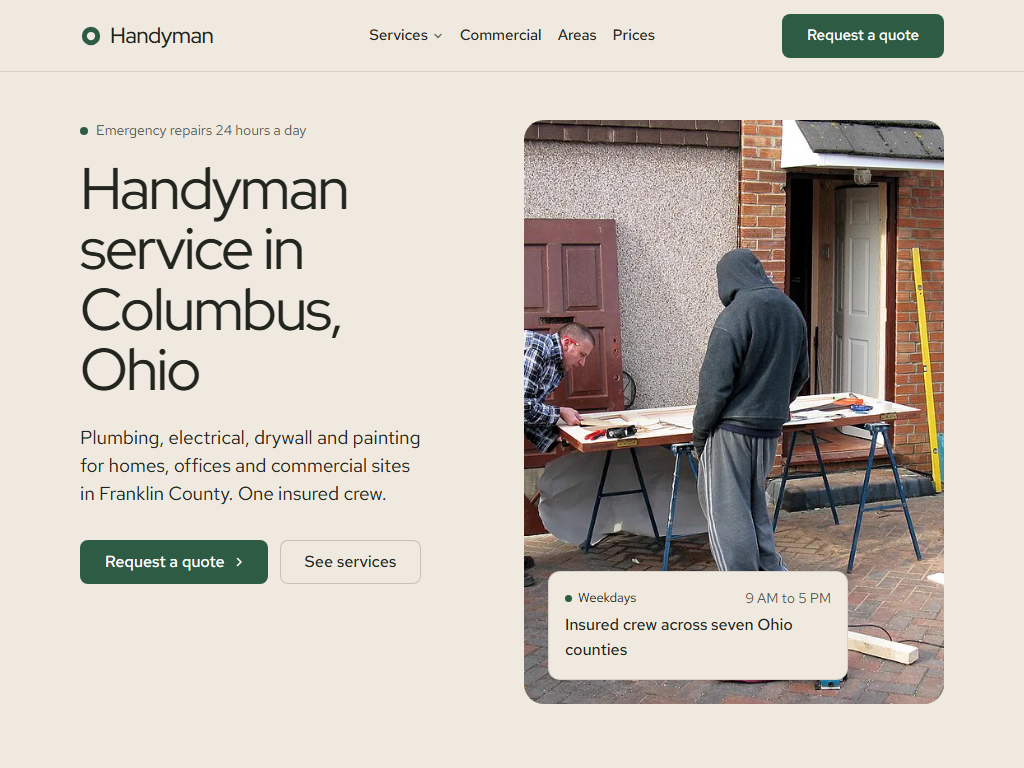 Handyman
Services
Commercial
Areas
Prices
Request a quote
Emergency repairs 24 hours a day
Handyman
service in
Columbus,
Ohio
Plumbing, electrical, drywall and painting
for homes, offices and commercial sites
in Franklin County. One insured crew.
Request a quote
See services
Weekdays
9 AM to 5 PM
Insured crew across seven Ohio
counties